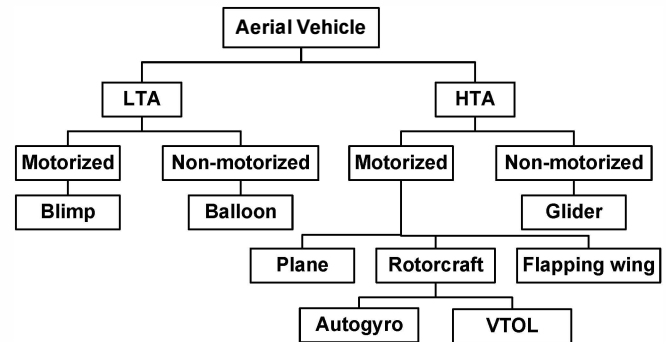 Aerial Vehicle
LTA
HTA
Motorized
Non-motorized
Motorized
Non-motorized
Blimp
Balloon
Glider
Plane
Rotorcraft
Flapping wing
Autogyro
VTOL